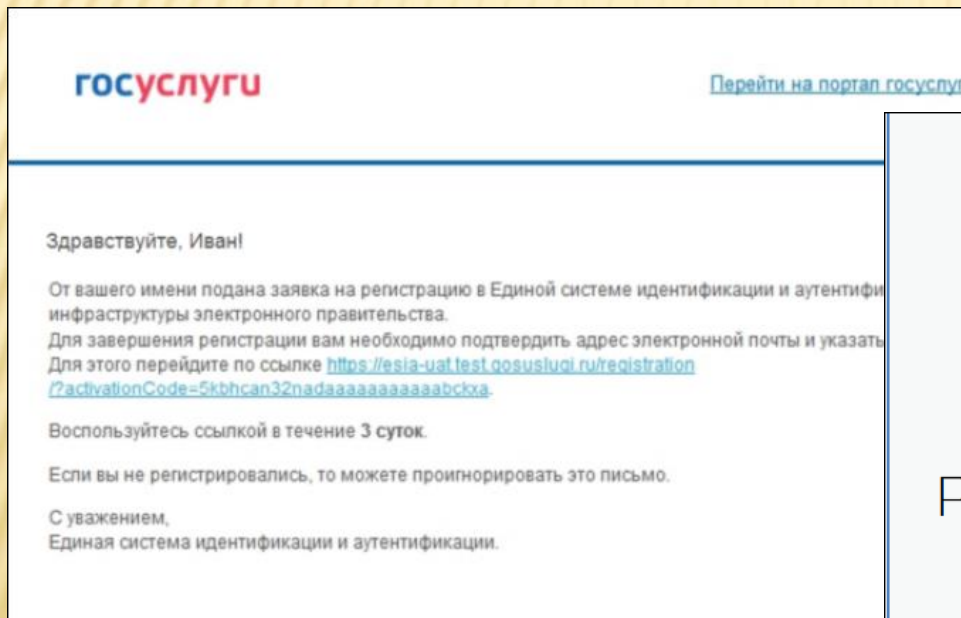 госуслуги
Перейти на портал госуслуг
Здравствуйте, Иван!
От вашего имени подана заявка на регистрацию в Единой системе идентификации и аутентифи
инфраструктуры электронного правительства.
Для завершения регистрации вам необходимо подтвердить адрес электронной почты и указать
Для этого перейдите по ссылке https://esia-uat.test.gosuslugi.ru/registration
/?activationCode=5kbhcan32nadaaaaaaaaaaabckxa.
Воспользуйтесь ссылкой в течение 3 суток.
Если вы не регистрировались, то можете проигнорировать это письмо.
С уважением,
Единая система идентификации и аутентификации.
Р